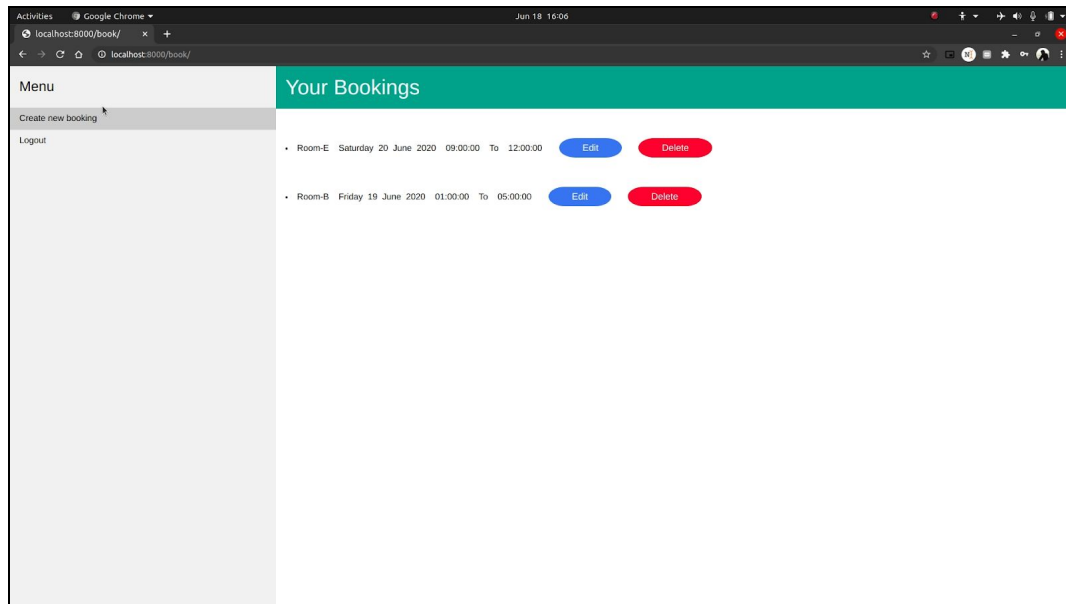 Activities Google Chrome Jun 18 16:06
localhost:8000/book/
localhost:8000/book/
Menu
Create new booking
Logout
Your Bookings
• Room-E Saturday 20 June 2020 09:00:00 To 12:00:00 Edit Delete
• Room-B Friday 19 June 2020 01:00:00 To 05:00:00 Edit Delete